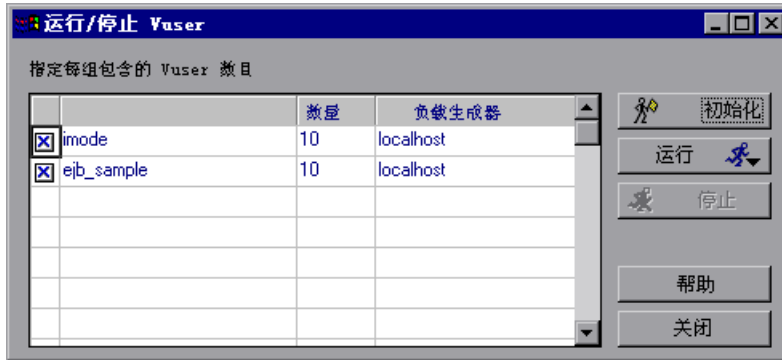 运行/停止 Vuser
指定每组包含的 Vuser 数目
数量 负载生成器
imode 10 localhost
ejb_sample 10 localhost
初始化
运行
停止
帮助
关闭